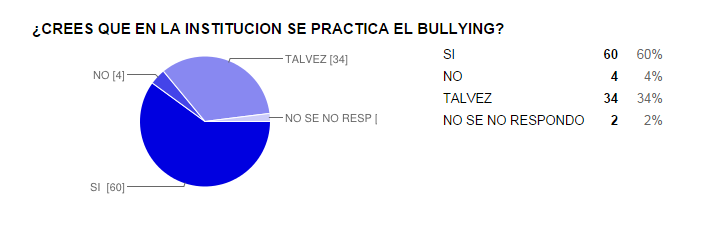 ¿CREES QUE EN LA INSTITUCION SE PRACTICA EL BULLYING?
TALVEZ [34]
NO [4]
NO SE NO RESP [
SI [60]
SI 60 60%
NO 4 4%
TALVEZ 34 34%
NO SE NO RESPONDO 2 2%